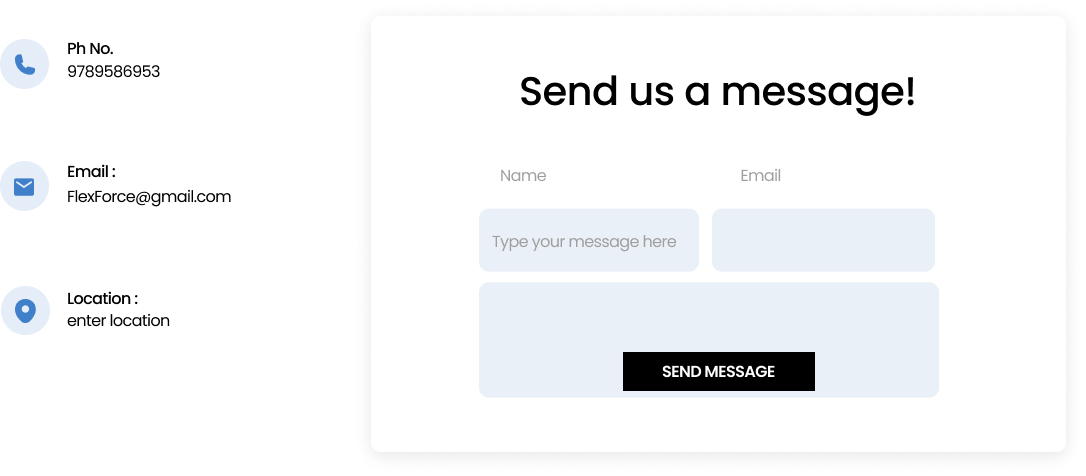 Ph No.
9789586953
Email :
FlexForce@gmail.com
Location :
enter location
Send us a message!
Name
Email
Type your message here
SEND MESSAGE